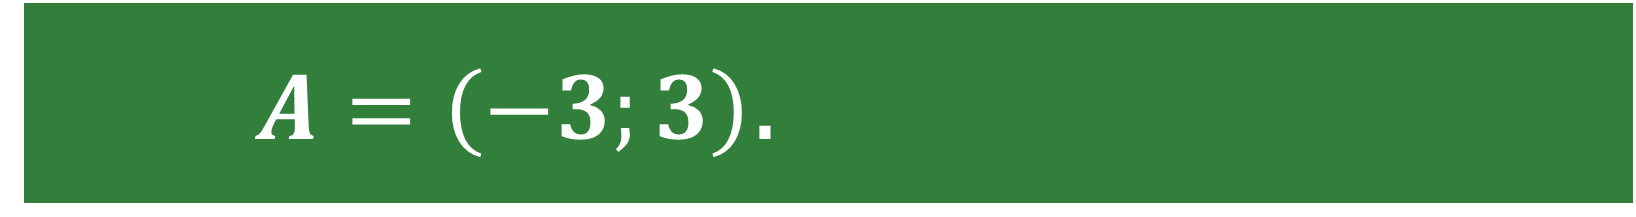 A = (−3; 3).